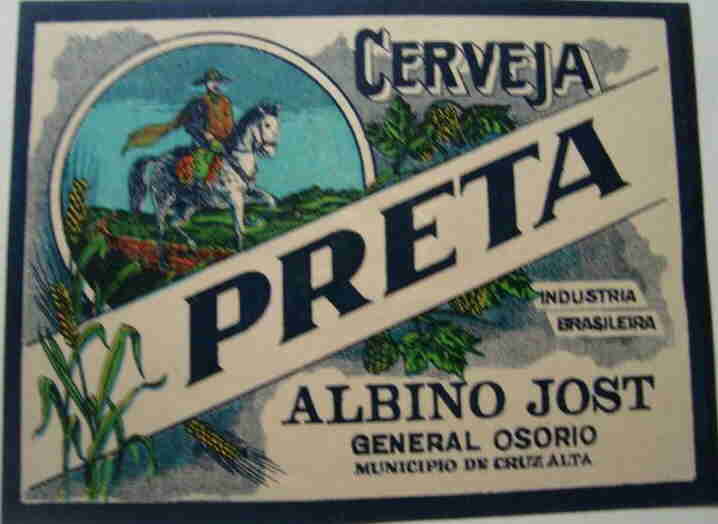 CERVEJA
PRETA
INDUSTRIA
BRASILEIRA
ALBINO JOST
GENERAL OSORIO
MUNICIPIO DE CRUZ ALTA